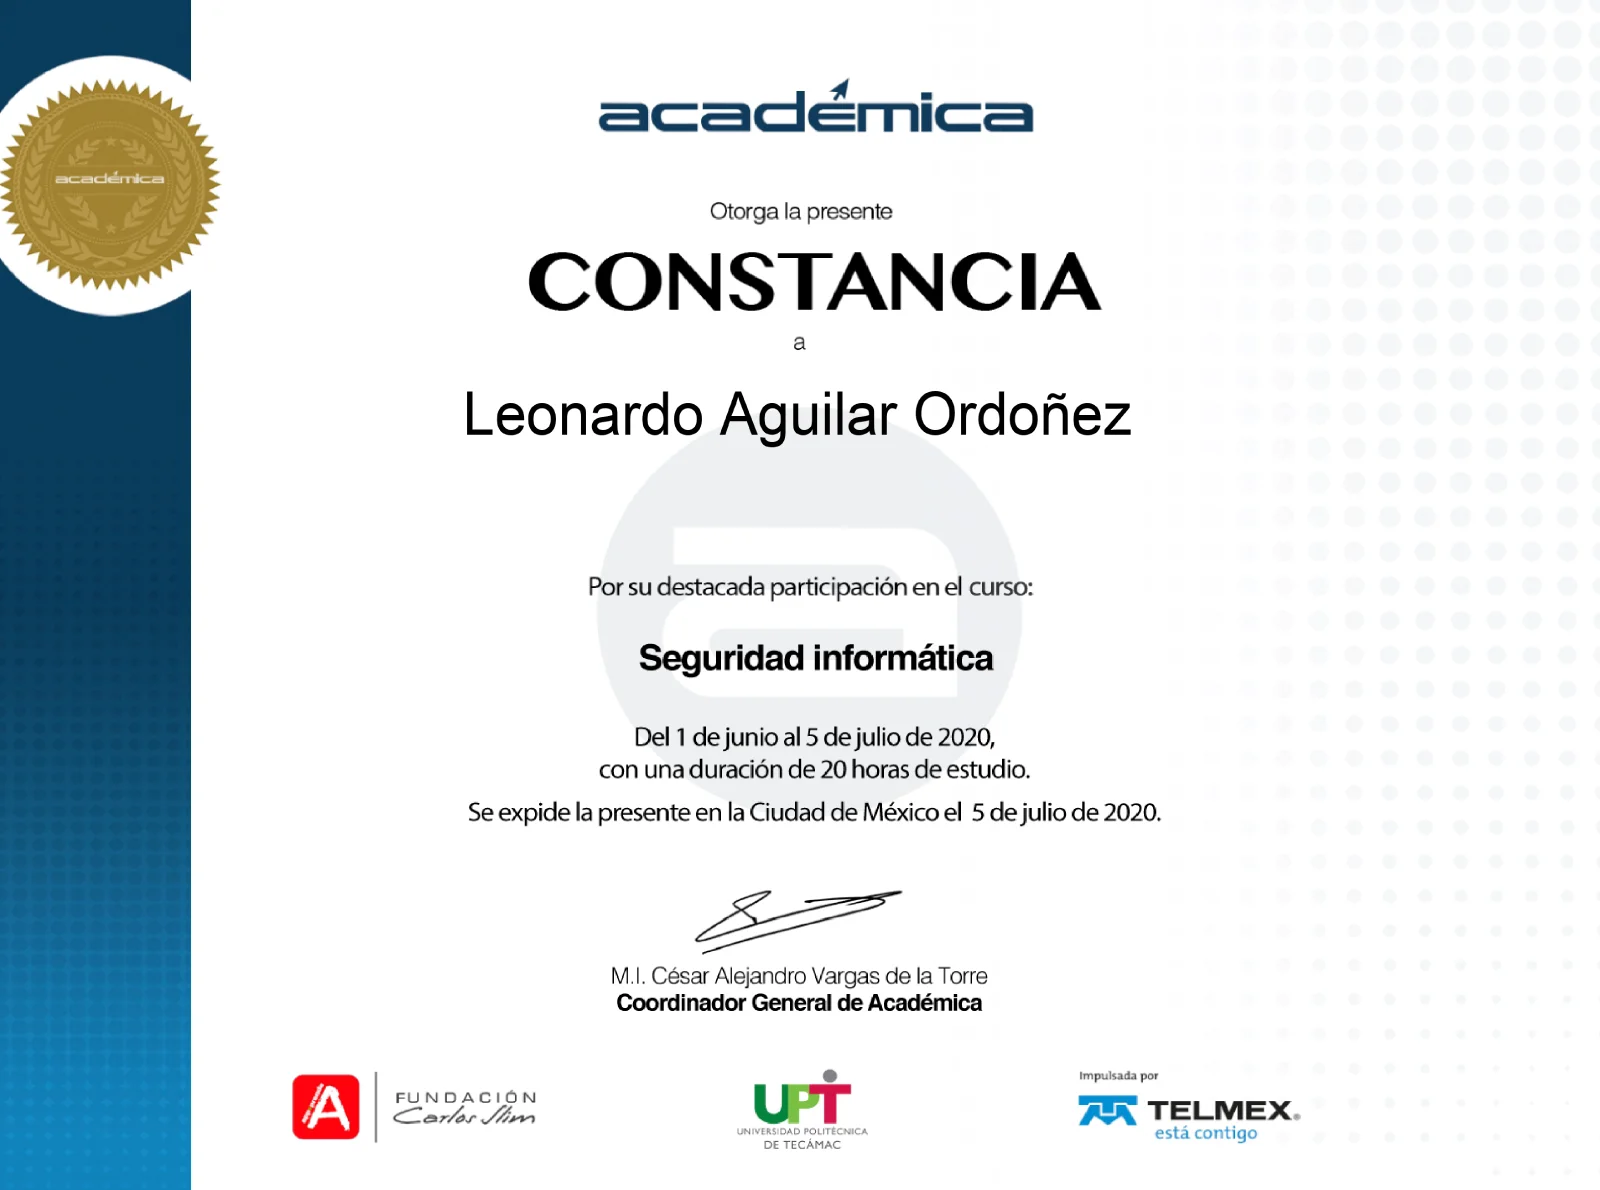 académica
académica
Otorga la presente
CONSTANCIA
a
Leonardo Aguilar Ordoñez
Por su destacada participación en el curso:
Seguridad informática
Del 1 de junio al 5 de julio de 2020,
con una duración de 20 horas de estudio.
Se expide la presente en la Ciudad de México el 5 de julio de 2020.
M.I. César Alejandro Vargas de la Torre
Coordinador General de Académica
A
FUNDACIÓN
Carlos Slim
UPT
UNIVERSIDAD POLITÉCNICA
DE TECÁMAC
Impulsada por
TELMEX®
está contigo